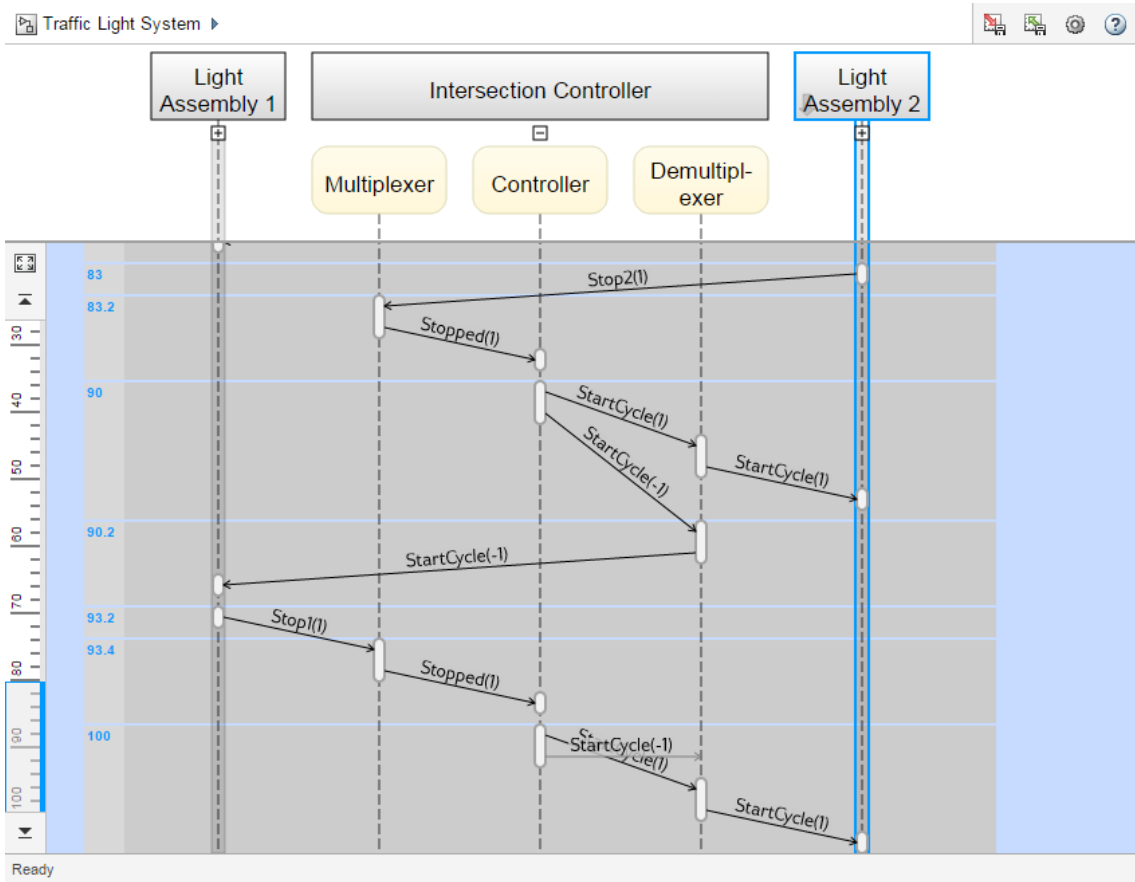 Traffic Light System
Light
Assembly 1
Intersection Controller
Light
Assembly 2
Multiplexer
Controller
Demultipl-
exer
83
Stop2(1)
83.2
Stopped(1)
90
StartCycle(1)
StartCycle(-1)
StartCycle(1)
90.2
StartCycle(-1)
93.2
Stop1(1)
93.4
Stopped(1)
100
StartCycle(-1)
StartCycle(1)
30
40
50
60
70
80
90
100
Ready